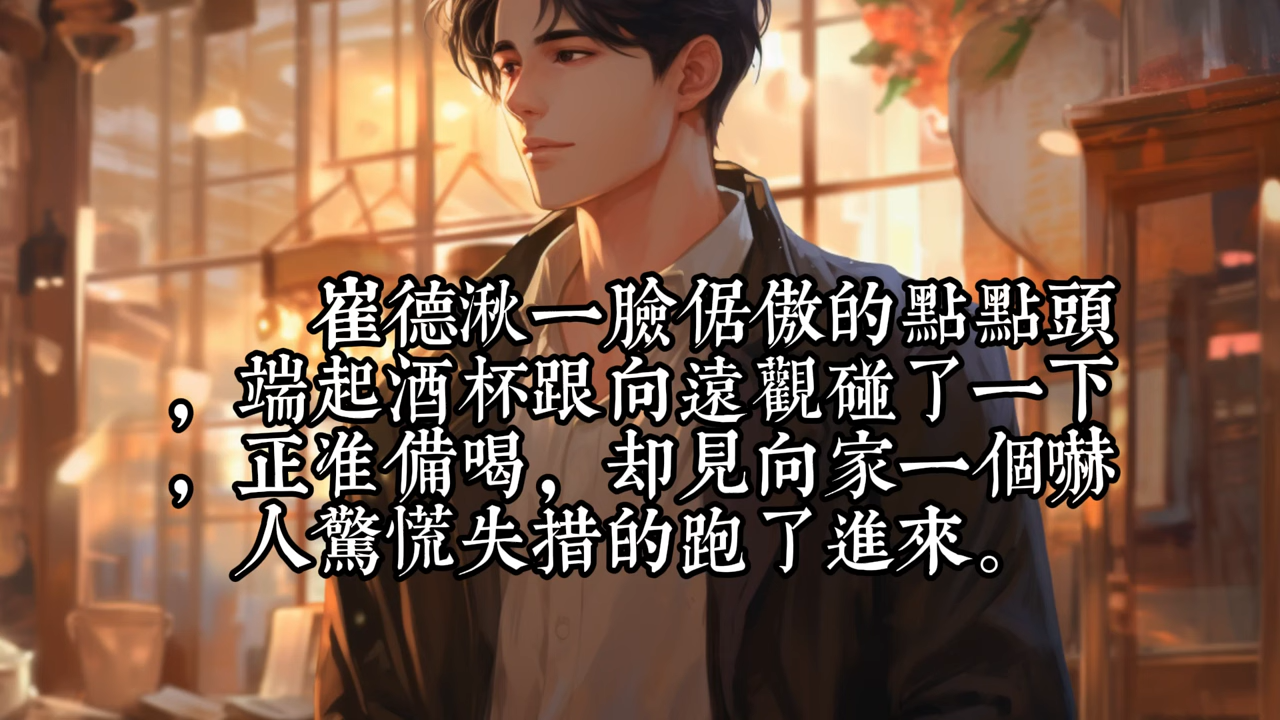 崔德湫一臉倨傲的點點頭
，端起酒杯跟向遠觀碰了一下
，正准備喝，却見向家一個嚇
人驚慌失措的跑了進來。